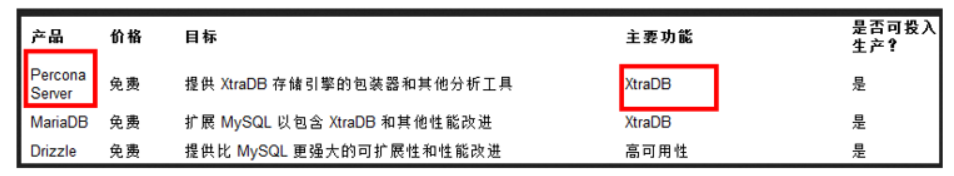 产品 价格 目标 主要功能 是否可投入生产?
Percona Server 免费 提供 XtraDB 存储引擎的包装器和其他分析工具 XtraDB 是
MariaDB 免费 扩展 MySQL 以包含 XtraDB 和其他性能改进 XtraDB 是
Drizzle 免费 提供比 MySQL 更强大的可扩展性和性能改进 高可用性 是